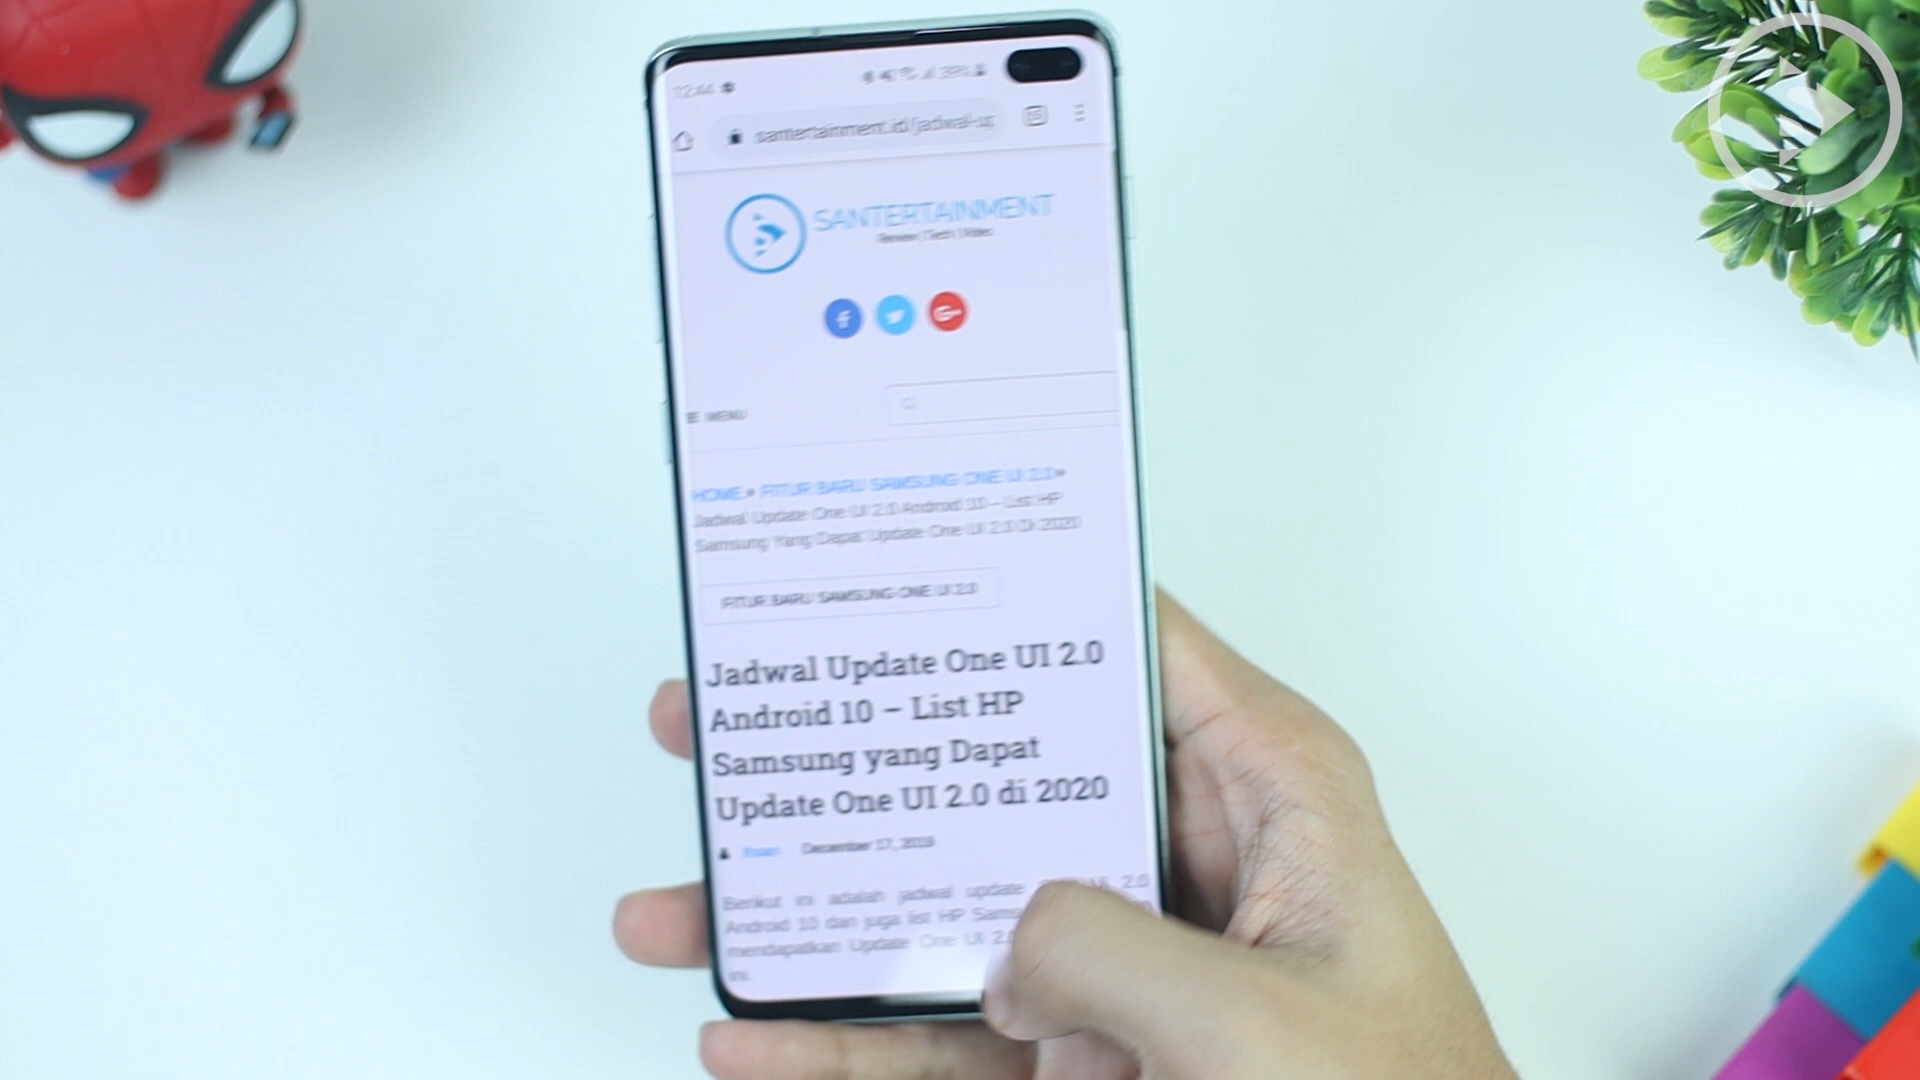 12:44
santertainment.id/jadwal-up
SANTERTAINMENT
Review | Tech | Video
f
G+
MENU
HOME » FITUR BARU SAMSUNG ONE UI 2.0 »
Jadwal Update One UI 2.0 Android 10 – List HP
Samsung Yang Dapat Update One UI 2.0 Di 2020
FITUR BARU SAMSUNG ONE UI 2.0
Jadwal Update One UI 2.0
Android 10 – List HP
Samsung yang Dapat
Update One UI 2.0 di 2020
Ihsan December 17, 2019
Berikut ini adalah jadwal update UI 2.0
Android 10 dan juga list HP Sams
mendapatkan Update One UI 2.0
ini.